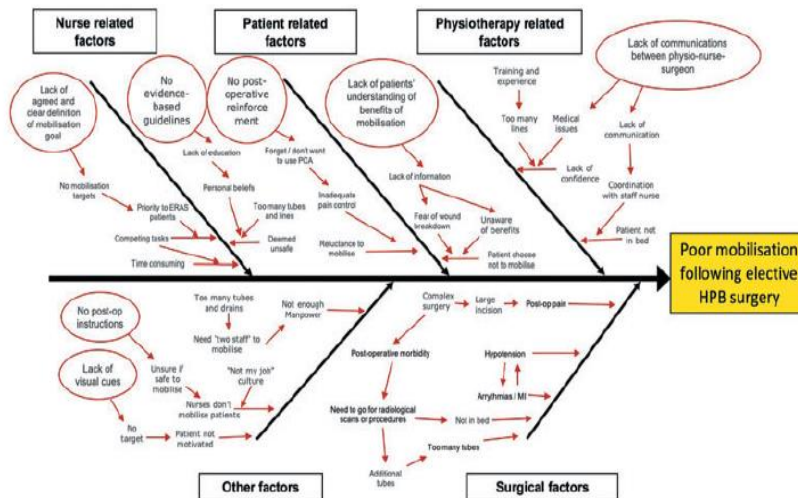 Nurse related
factors
Patient related
factors
Physiotherapy related
factors
Lack of
agreed and
clear definition
of mobilisation
goal
No
evidence-
based
guidelines
No post-
operative
reinforce
ment
Lack of patients'
understanding of
benefits of
mobilisation
Lack of communications
between physio-nurse-
surgeon
Training and
experience
Too many
lines
Medical
issues
Lack of
communication
Lack of
confidence
Coordination
with staff nurse
Patient not
in bed
No mobilisation
targets
Priority to ERAS
patients
Competing tasks
Time consuming
Lack of education
Personal beliefs
Too many tubes
and lines
Deemed
unsafe
Forget / don't want
to use PCA
Inadequate
pain control
Reluctance to
mobilise
Lack of information
Fear of wound
breakdown
Unaware
of benefits
Patient choose
not to mobilise
Poor mobilisation
following elective
HPB surgery
No post-op
instructions
Lack of
visual cues
Unsure if
safe to
mobilise
Nurses don't
mobilise patients
"Not my job"
culture
No
target
Patient not
motivated
Too many
tubes and
drains
Need "two staff" to
mobilise
Not enough
Manpower
Complex
surgery
Large
incision
Post-op pain
Post-operative morbidity
Hypotension
Arrythmias / MI
Need to go for radiological
scans or procedures
Not in bed
Too many tubes
Additional
tubes
Other factors
Surgical factors